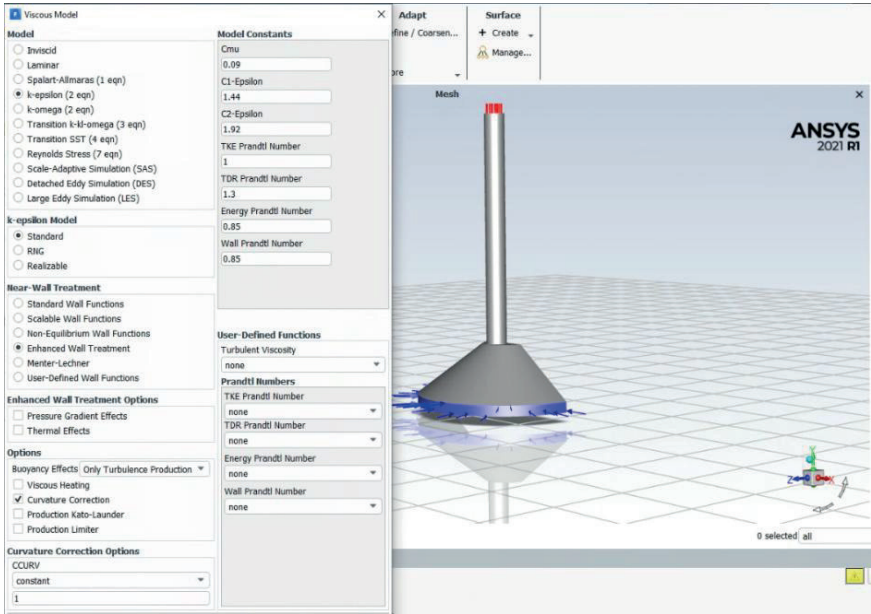 Viscous Model
Model
Inviscid
Laminar
Spalart-Allmaras (1 eqn)
k-epsilon (2 eqn)
k-omega (2 eqn)
Transition k-kl-omega (3 eqn)
Transition SST (4 eqn)
Reynolds Stress (7 eqn)
Scale-Adaptive Simulation (SAS)
Detached Eddy Simulation (DES)
Large Eddy Simulation (LES)
k-epsilon Model
Standard
RNG
Realizable
Near-Wall Treatment
Standard Wall Functions
Scalable Wall Functions
Non-Equilibrium Wall Functions
Enhanced Wall Treatment
Menter-Lechner
User-Defined Wall Functions
Enhanced Wall Treatment Options
Pressure Gradient Effects
Thermal Effects
Options
Buoyancy Effects Only Turbulence Production
Viscous Heating
Curvature Correction
Production Kato-Launder
Production Limiter
Curvature Correction Options
CCURV
constant
1
Model Constants
Cmu
0.09
C1-Epsilon
1.44
C2-Epsilon
1.92
TKE Prandtl Number
1
TDR Prandtl Number
1.3
Energy Prandtl Number
0.85
Wall Prandtl Number
0.85
User-Defined Functions
Turbulent Viscosity
none
Prandtl Numbers
TKE Prandtl Number
none
TDR Prandtl Number
none
Energy Prandtl Number
none
Wall Prandtl Number
none
Adapt
efine / Coarsen...
ore
Surface
+ Create
Manage...
Mesh
ANSYS
2021 R1
Y
Z
X
0 selected all